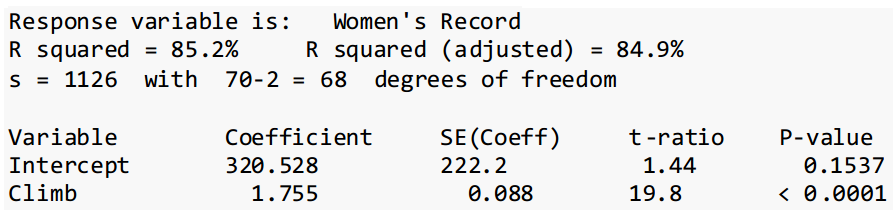 Response variable is: Women's Record
R squared = 85.2% R squared (adjusted) = 84.9%
s = 1126 with 70-2 = 68 degrees of freedom
Variable Coefficient SE(Coeff) t-ratio P-value
Intercept 320.528 222.2 1.44 0.1537
Climb 1.755 0.088 19.8 < 0.0001